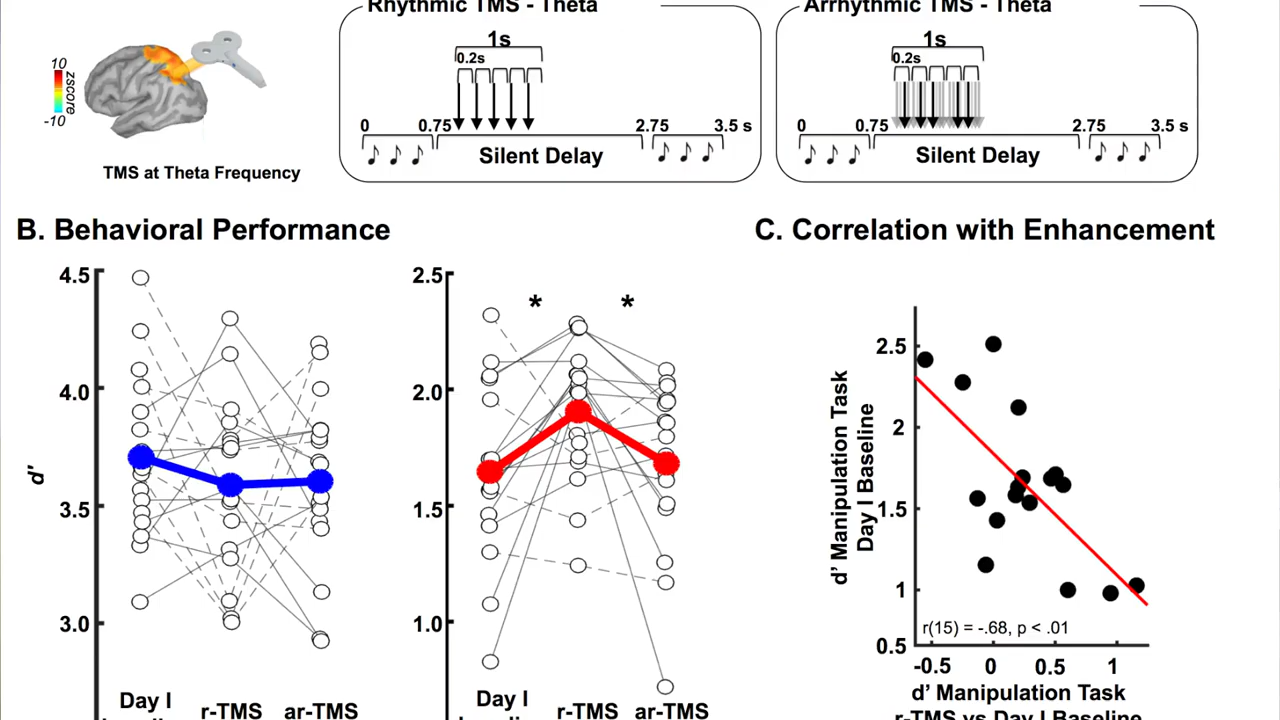 Rhythmic TMS - Theta
Arrhythmic TMS - Theta
10
zscore
-10
TMS at Theta Frequency
1s
0.2s
0
0.75
2.75
3.5 s
Silent Delay
1s
0.2s
0
0.75
2.75
3.5 s
Silent Delay
B. Behavioral Performance
C. Correlation with Enhancement
d'
4.5
4.0
3.5
3.0
Day I
r-TMS
ar-TMS
2.5
2.0
1.5
1.0
*
*
Day I
r-TMS
ar-TMS
d' Manipulation Task
Day I Baseline
2.5
2
1.5
1
0.5
r(15) = -.68, p < .01
-0.5
0
0.5
1
d' Manipulation Task
r-TMS vs Day I Baseline